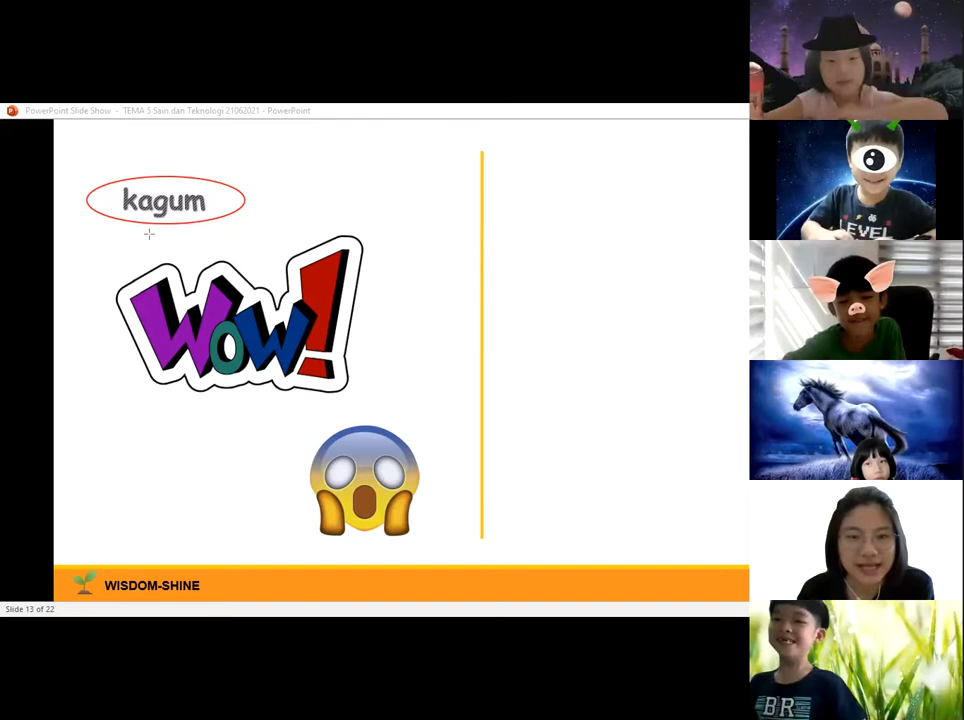 PowerPoint Slide Show - TEMA 5 Sain dan Teknologi 21062021 - PowerPoint
kagum
WOW!
WISDOM-SHINE
Slide 13 of 22
LEVEL
BR